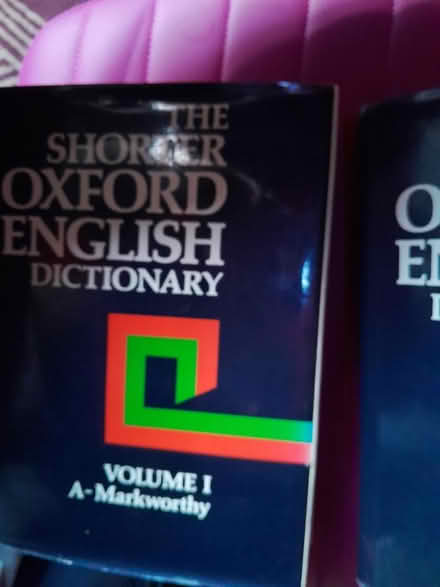 THE
SHORTER
OXFORD
ENGLISH
DICTIONARY
VOLUME I
A-Markworthy